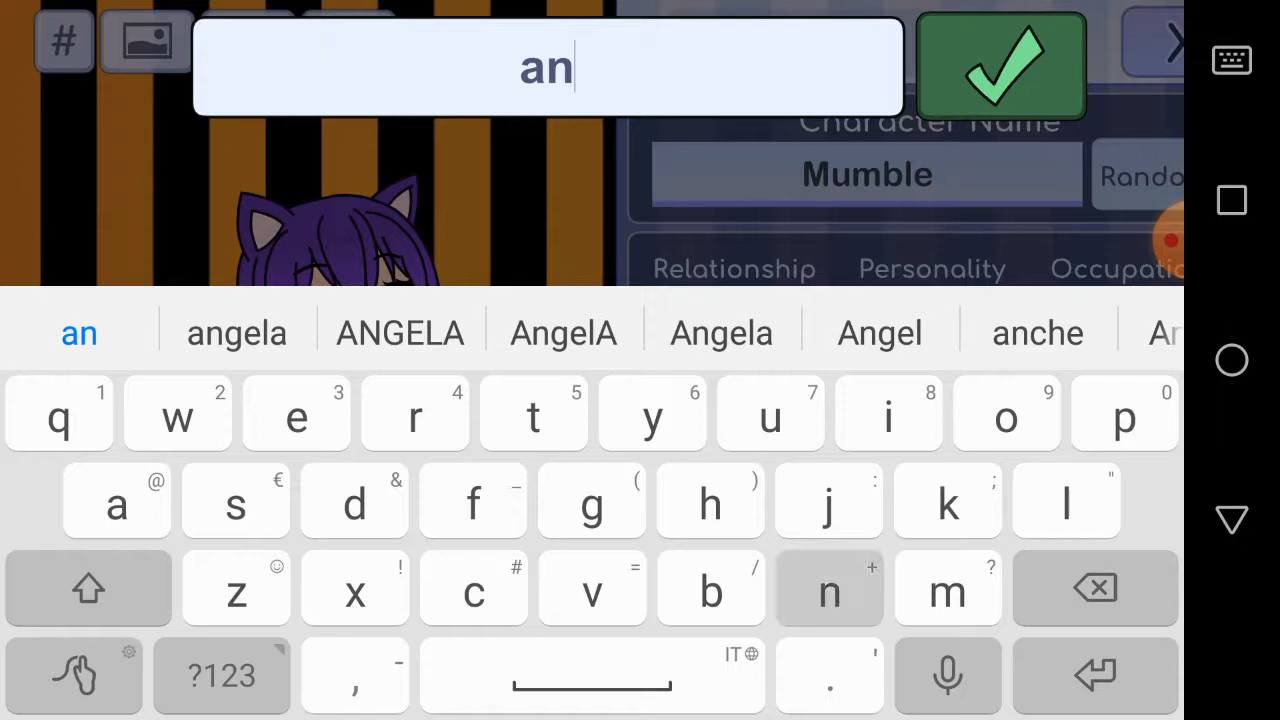 #
an
X
Character Name
Mumble
Rando
Relationship Personality Occupatio
an angela ANGELA AngelA Angela Angel anche
q 1 w 2 e 3 r 4 t 5 y 6 u 7 i 8 o 9 p 0
a @ s € d & f _ g ( h ) j : k ; l "
z x ! c # v = b / n + m ?
?123 , - IT . '